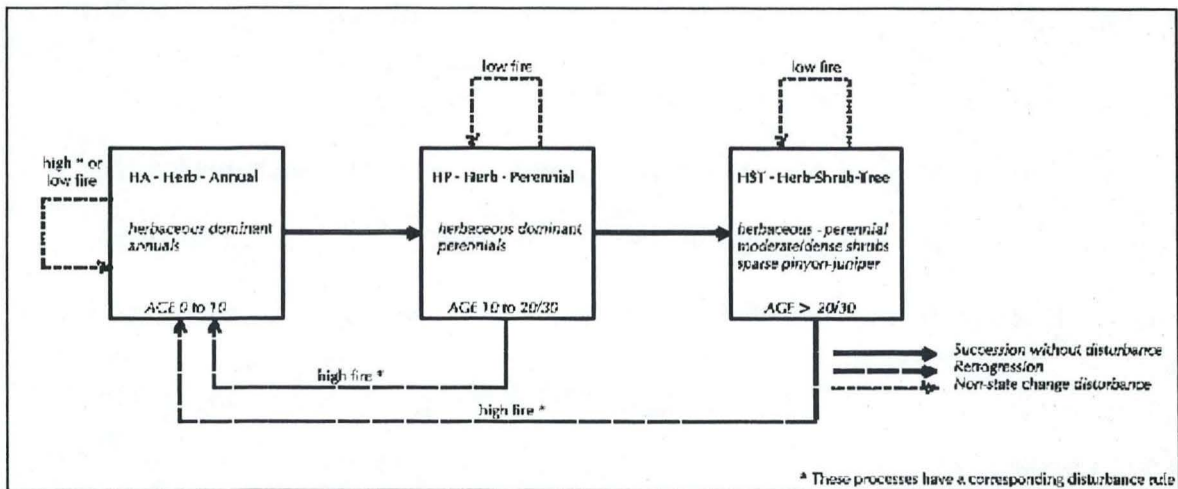 low fire
low fire
high * or
low fire
HA - Herb - Annual
herbaceous dominant
annuals
AGE 0 to 10
HP - Herb - Perennial
herbaceous dominant
perennials
AGE 10 to 20/30
HST - Herb-Shrub-Tree
herbaceous - perennial
moderate/dense shrubs
sparse pinyon-juniper
AGE > 20/30
high fire *
high fire *
Succession without disturbance
Retrogression
Non-state change disturbance
* These processes have a corresponding disturbance rule